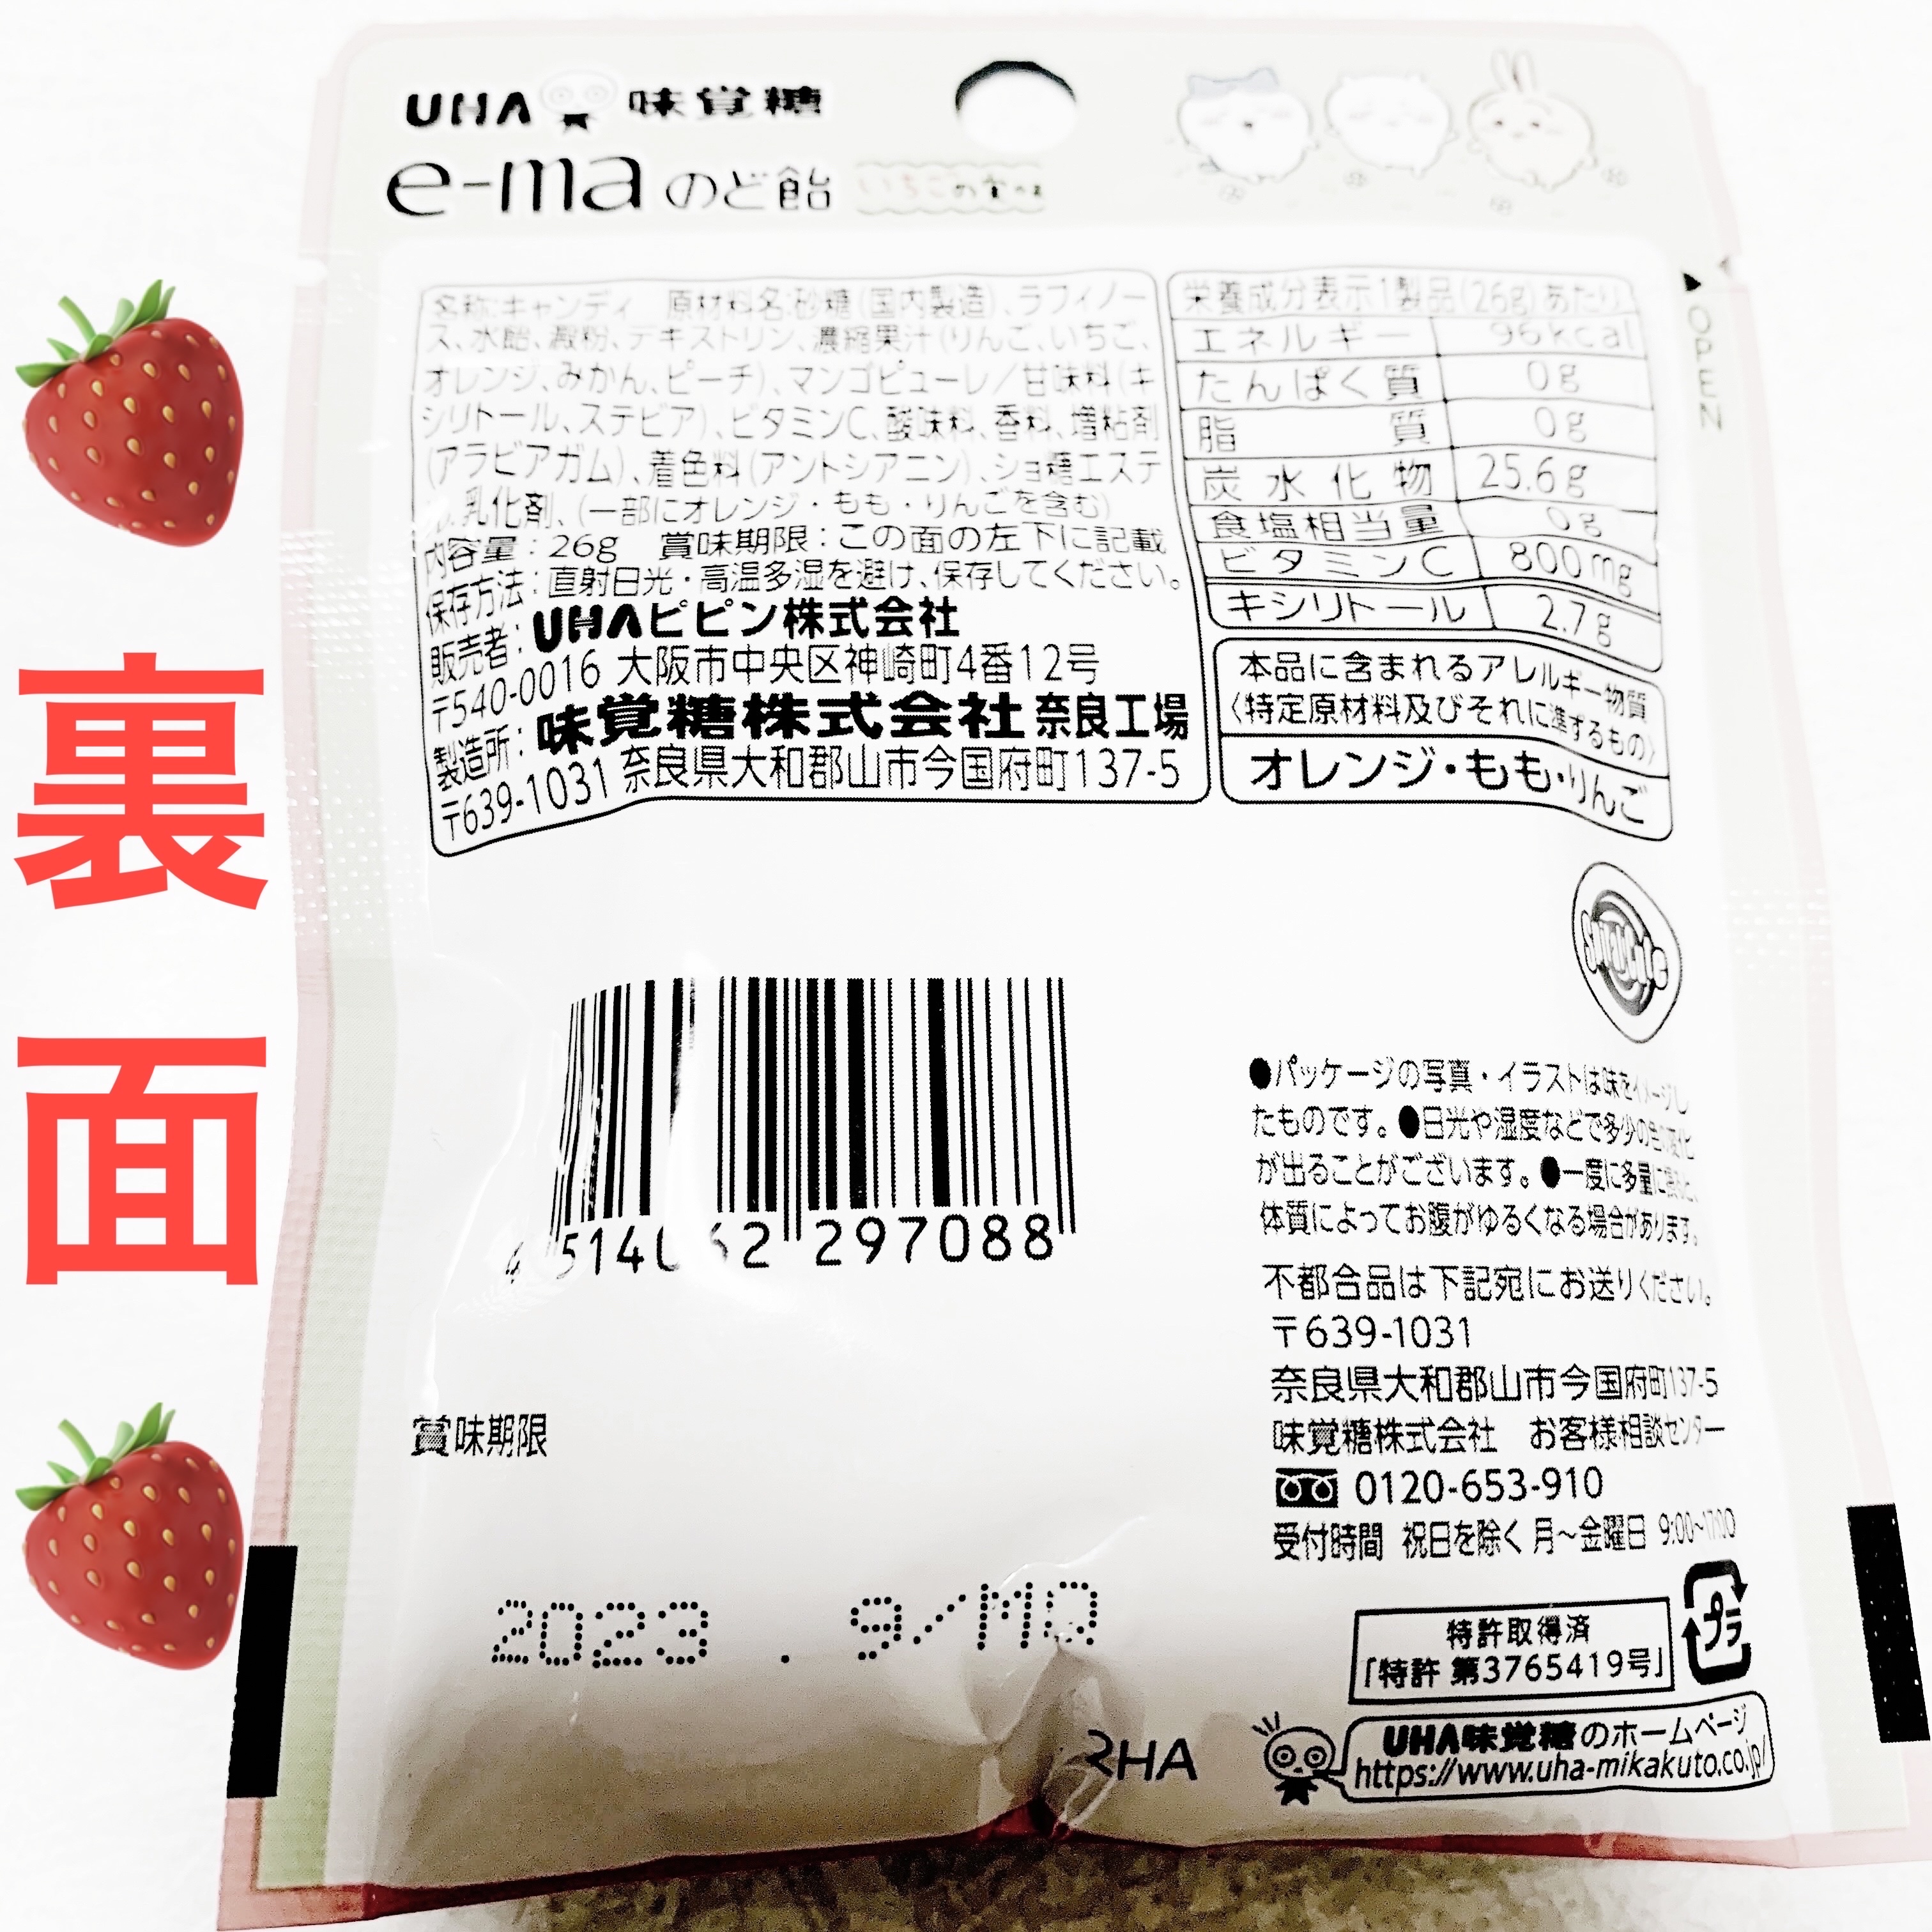 UHA 味覚糖
e-maのど飴
名称:キャンディ 原材料名:砂糖(国内製造)、ラフィノー
ス、水飴、澱粉、デキストリン、濃縮果汁(りんご、いちご、
オレンジ、みかん、ピーチ)、マンゴピューレ/甘味料(キ
シリトール、ステビア)、ビタミンC、酸味料、香料、増粘剤
(アラビアガム)、着色料(アントシアニン)、ショ糖エステ
ル、乳化剤、(一部にオレンジ・もも・りんごを含む)
内容量:26g 賞味期限:この面の左下に記載
保存方法:直射日光・高温多湿を避け、保存してください。
販売者:UHAピピン株式会社
〒540-0016 大阪市中央区神崎町4番12号
製造所:味覚糖株式会社 奈良工場
〒639-1031 奈良県大和郡山市今国府町137-5
栄養成分表示1製品(26g)あたり
エネルギー 96kcal
たんぱく質 0g
脂質 0g
炭水化物 25.6g
食塩相当量 0g
ビタミンC 800mg
キシリトール 2.7g
本品に含まれるアレルギー物質
〈特定原材料及びそれに準ずるもの〉
オレンジ・もも・りんご
OPEN
裏面
297088
●パッケージの写真・イラストは味をイメージし
たものです。●日光や湿度などで多少の色変化
が出ることがございます。●一度に多量に
体質によってお腹がゆるくなる場合があります。
不都合品は下記宛にお送りください。
〒639-1031
奈良県大和郡山市今国府町137-5
味覚糖株式会社 お客様相談センター
0120-653-910
受付時間 祝日を除く月~金曜日
賞味期限
2023 . 9/MQ
特許取得済
「特許 第3765419号」
プラ
RHA
UHA味覚糖のホームページ
https://www.uha-mikakuto.co.jp/